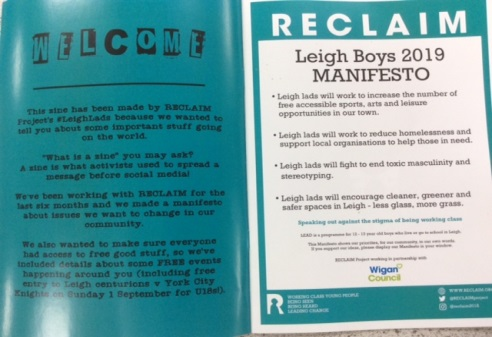 WELCOME
This zine has been made by RECLAIM
Project's #LeighLads because we wanted to
tell you about some important stuff going
on the world.
"What is a zine" you may ask?
A zine is what activists used to spread a
message before social media!
We've been working with RECLAIM for the
last six months and we made a manifesto
about issues we want to change in our
community.
We also wanted to make sure everyone
had access to free good stuff, so we've
included details about some FREE events
happening around you (including free
entry to Leigh centurions v York City
Knights on Sunday 1 September for U18s!).
RECLAIM
Leigh Boys 2019
MANIFESTO
• Leigh lads will work to increase the number of
free accessible sports, arts and leisure
opportunities in our town.
• Leigh lads will work to reduce homelessness and
support local organisations to help those in need.
• Leigh lads will fight to end toxic masculinity and
stereotyping.
• Leigh lads will encourage cleaner, greener and
safer spaces in Leigh - less glass, more grass.
Speaking out against the stigma of being working class
LEAD is a programme for 12 - 13 year old boys who live or go to school in Leigh.
This Manifesto shows our priorities, for our community, in our own words.
If you support our ideas, please display our Manifesto in your window
RECLAIM Project working in partnership with
Wigan
Council
R
WORKING CLASS YOUNG PEOPLE
BEING SEEN
BEING HEARD
LEADING CHANGE
WWW.RECLAIM.OR
@RECLAIMproject